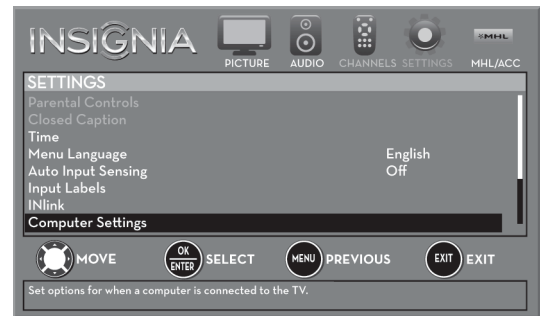 INSIGNIA
PICTURE AUDIO CHANNELS SETTINGS MHL MHL/ACC
SETTINGS
Parental Controls
Closed Caption
Time
Menu Language English
Auto Input Sensing Off
Input Labels
INlink
Computer Settings
MOVE OK ENTER SELECT MENU PREVIOUS EXIT EXIT
Set options for when a computer is connected to the TV.